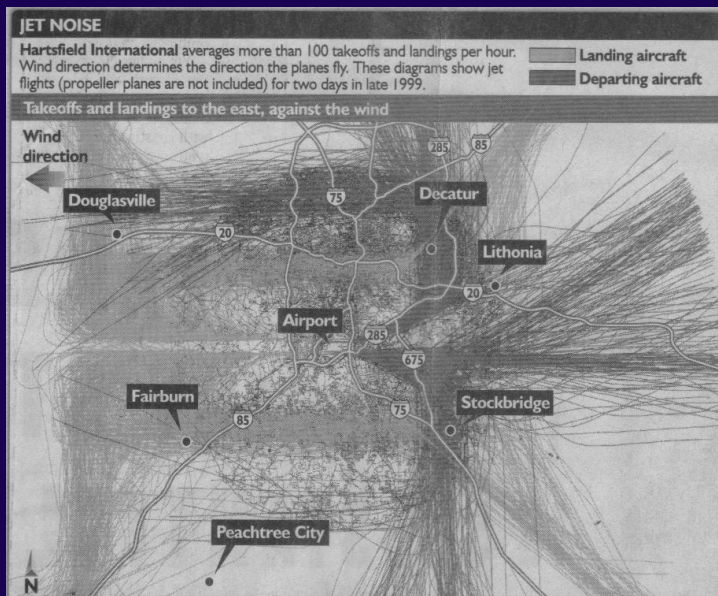 JET NOISE
Hartsfield International averages more than 100 takeoffs and landings per hour.
Wind direction determines the direction the planes fly. These diagrams show jet
flights (propeller planes are not included) for two days in late 1999.
Landing aircraft
Departing aircraft
Takeoffs and landings to the east, against the wind
Wind
direction
285
85
Decatur
75
Douglasville
20
Lithonia
20
Airport
285
675
Fairburn
85
75
Stockbridge
Peachtree City
N